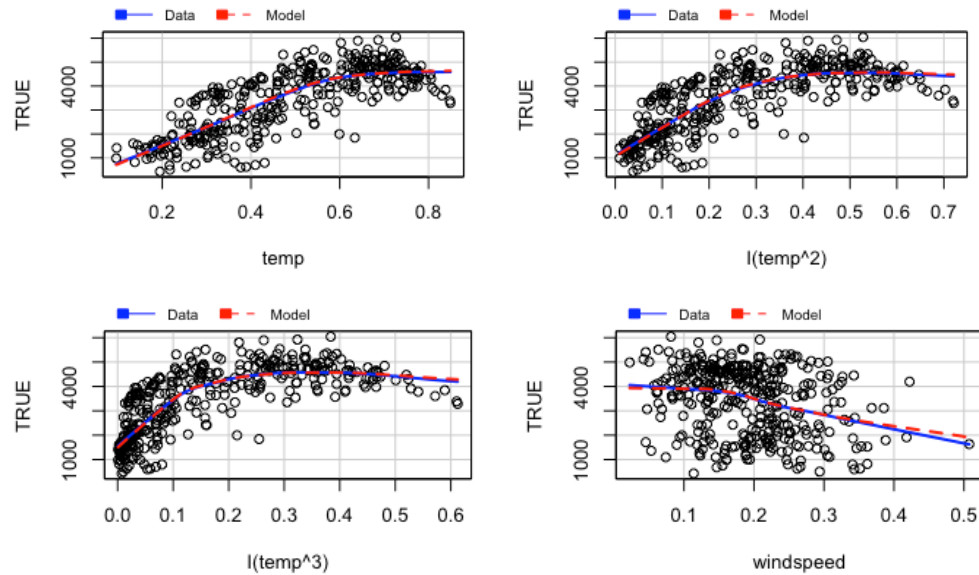 Data Model
TRUE
1000 4000
0.2 0.4 0.6 0.8
temp
Data Model
TRUE
1000 4000
0.0 0.1 0.2 0.3 0.4 0.5 0.6 0.7
I(temp^2)
Data Model
TRUE
1000 4000
0.0 0.1 0.2 0.3 0.4 0.5 0.6
I(temp^3)
Data Model
TRUE
1000 4000
0.1 0.2 0.3 0.4 0.5
windspeed